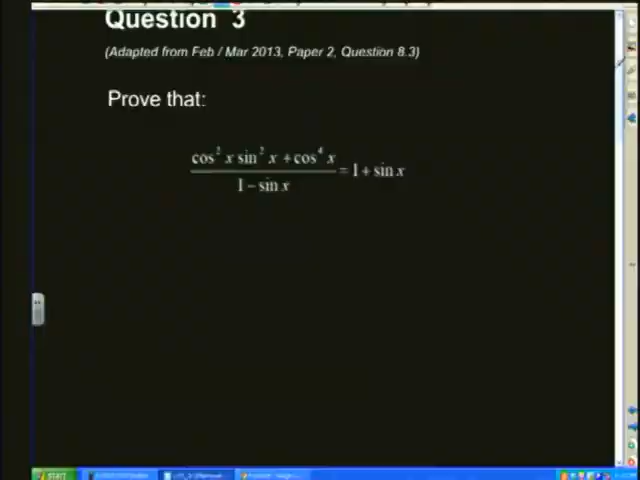 Question 3
(Adapted from Feb / Mar 2013, Paper 2, Question 8.3)
Prove that:
cos² x sin² x + cos⁴ x
1 − sin x
= 1 + sin x
start